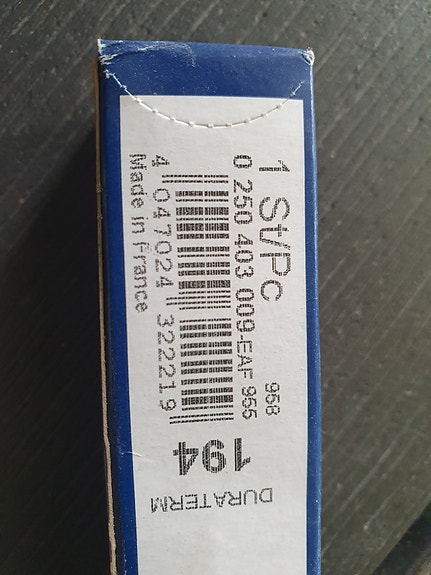 1 St/Pc
958
0 250 403 009-EAF 955
4 047024 322219
Made in France
194
DURATERM